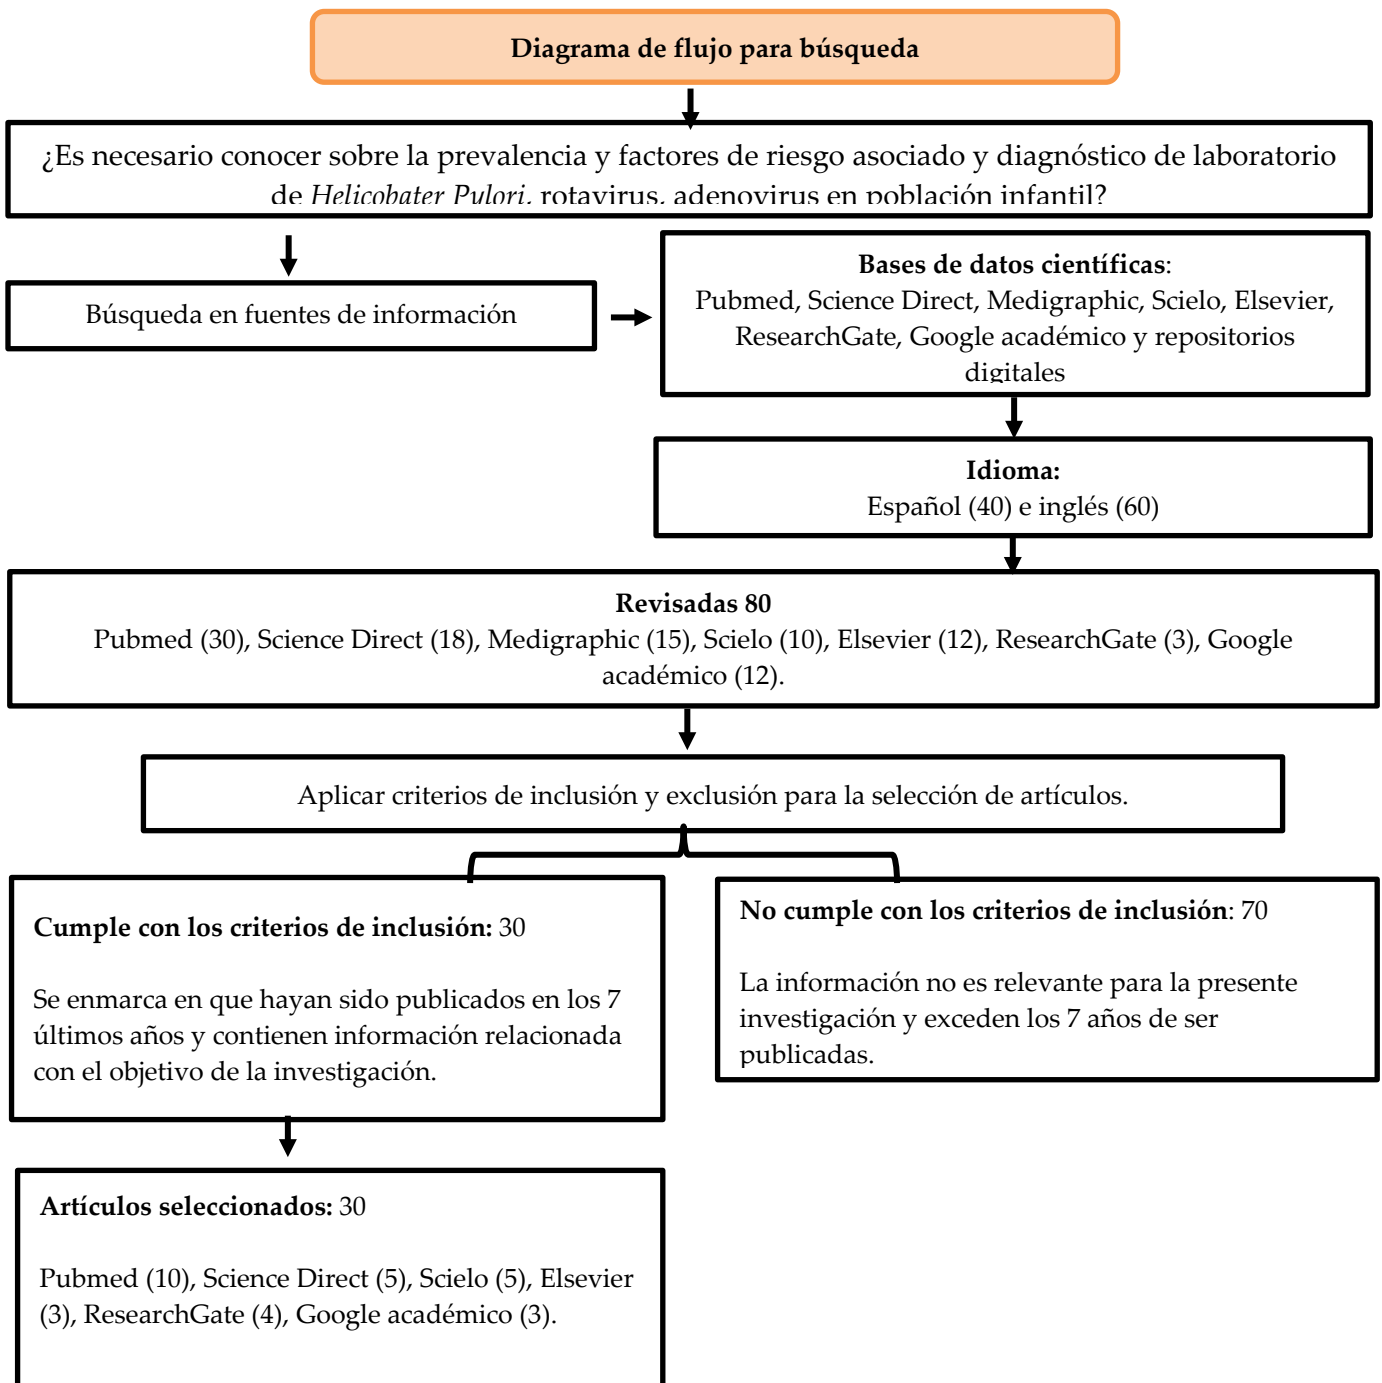 Diagrama de flujo para búsqueda
¿Es necesario conocer sobre la prevalencia y factores de riesgo asociado y diagnóstico de laboratorio
de Helicobater Pulori, rotavirus, adenovirus en población infantil?
Búsqueda en fuentes de información
Bases de datos científicas:
Pubmed, Science Direct, Medigraphic, Scielo, Elsevier,
ResearchGate, Google académico y repositorios
digitales
Idioma:
Español (40) e inglés (60)
Revisadas 80
Pubmed (30), Science Direct (18), Medigraphic (15), Scielo (10), Elsevier (12), ResearchGate (3), Google
académico (12).
Aplicar criterios de inclusión y exclusión para la selección de artículos.
Cumple con los criterios de inclusión: 30
Se enmarca en que hayan sido publicados en los 7
últimos años y contienen información relacionada
con el objetivo de la investigación.
No cumple con los criterios de inclusión: 70
La información no es relevante para la presente
investigación y exceden los 7 años de ser
publicadas.
Artículos seleccionados: 30
Pubmed (10), Science Direct (5), Scielo (5), Elsevier
(3), ResearchGate (4), Google académico (3).